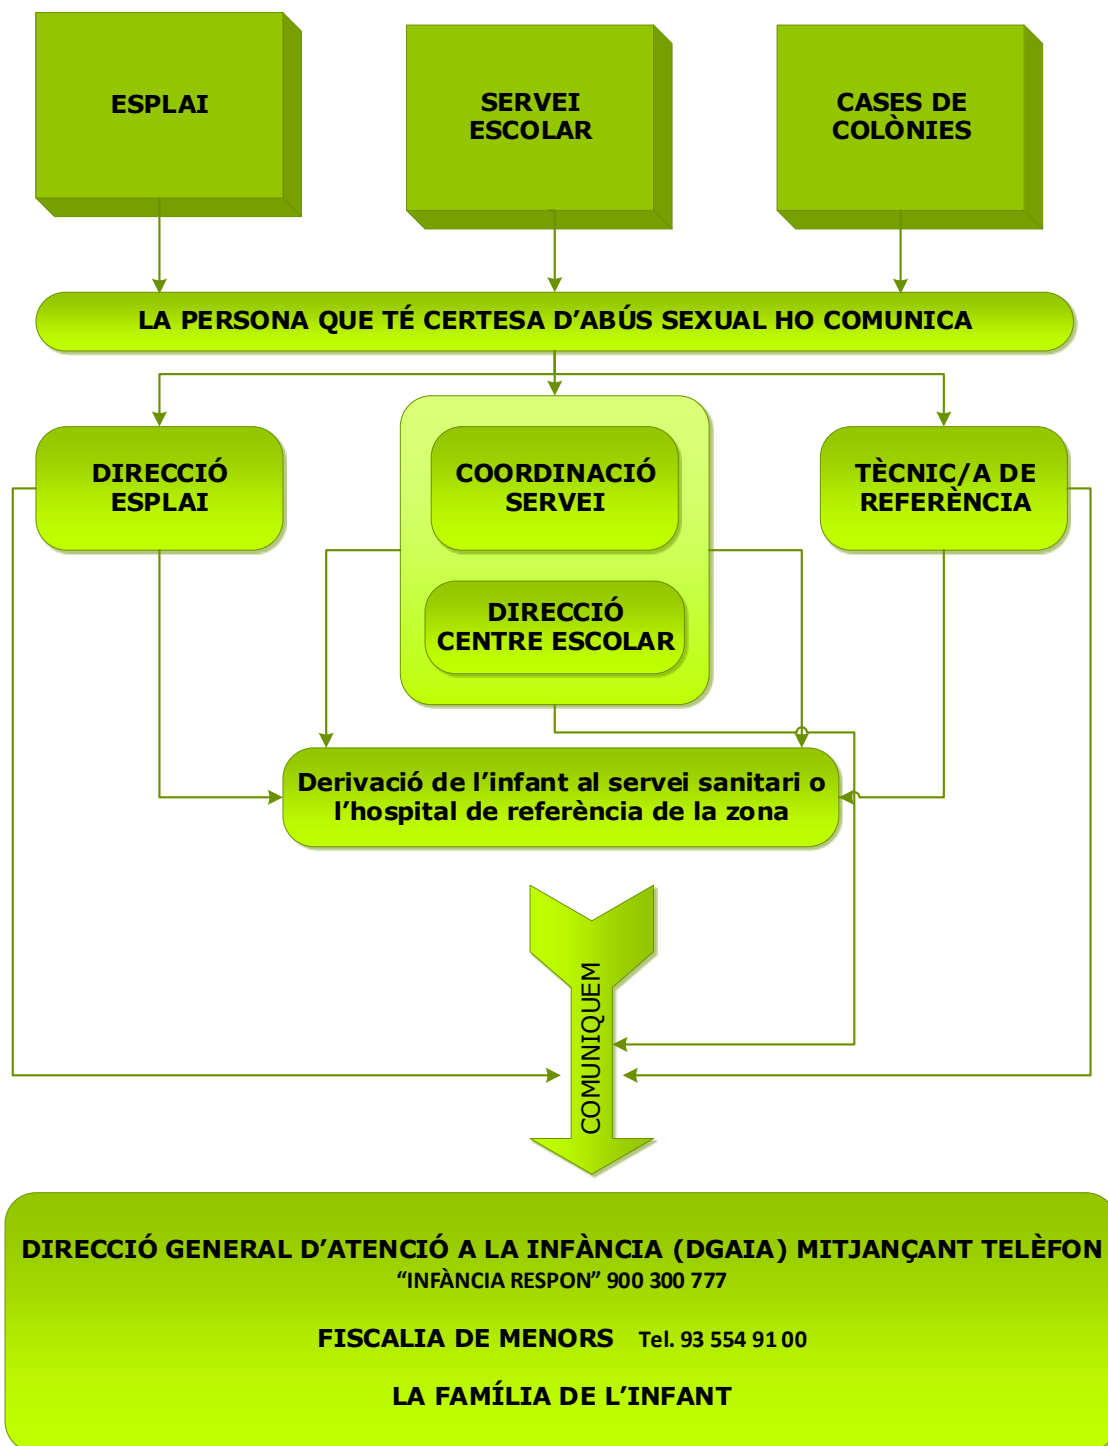 ESPLAI
SERVEI
ESCOLAR
CASES DE
COLÒNIES
LA PERSONA QUE TÉ CERTESA D’ABÚS SEXUAL HO COMUNICA
DIRECCIÓ
ESPLAI
COORDINACIÓ
SERVEI
TÈCNIC/A DE
REFERÈNCIA
DIRECCIÓ
CENTRE ESCOLAR
Derivació de l’infant al servei sanitari o
l’hospital de referència de la zona
COMUNIQUEM
DIRECCIÓ GENERAL D’ATENCIÓ A LA INFÀNCIA (DGAIA) MITJANÇANT TELÈFON
“INFÀNCIA RESPON” 900 300 777
FISCALIA DE MENORS Tel. 93 554 91 00
LA FAMÍLIA DE L’INFANT